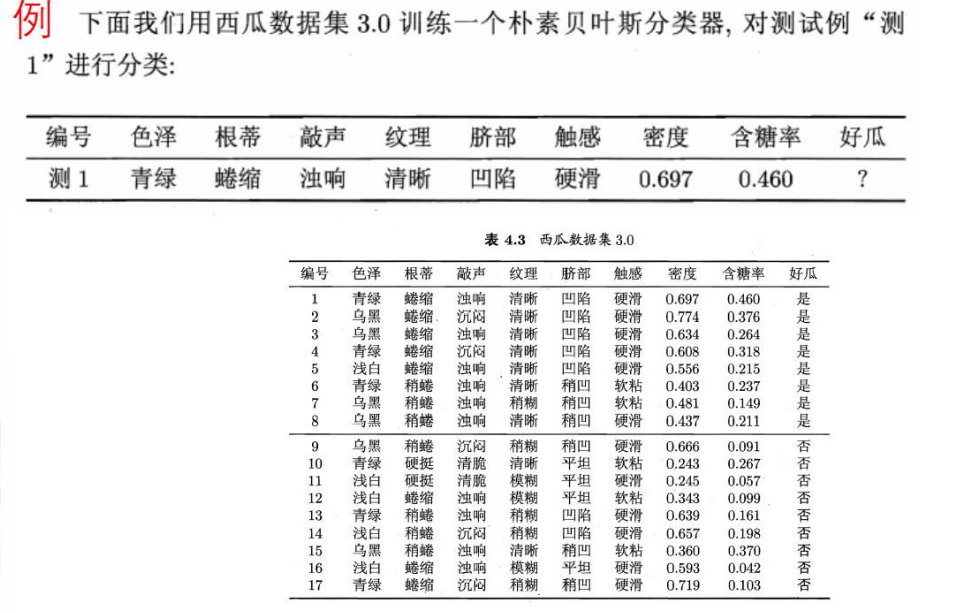 例 下面我们用西瓜数据集 3.0 训练一个朴素贝叶斯分类器, 对测试例“测
1”进行分类:
编号 色泽 根蒂 敲声 纹理 脐部 触感 密度 含糖率 好瓜
测 1 青绿 蜷缩 浊响 清晰 凹陷 硬滑 0.697 0.460 ?
表 4.3 西瓜数据集 3.0
编号 色泽 根蒂 敲声 纹理 脐部 触感 密度 含糖率 好瓜
1 青绿 蜷缩 浊响 清晰 凹陷 硬滑 0.697 0.460 是
2 乌黑 蜷缩 沉闷 清晰 凹陷 硬滑 0.774 0.376 是
3 乌黑 蜷缩 浊响 清晰 凹陷 硬滑 0.634 0.264 是
4 青绿 蜷缩 沉闷 清晰 凹陷 硬滑 0.608 0.318 是
5 浅白 蜷缩 浊响 清晰 凹陷 硬滑 0.556 0.215 是
6 青绿 稍蜷 浊响 清晰 稍凹 软粘 0.403 0.237 是
7 乌黑 稍蜷 浊响 稍糊 稍凹 软粘 0.481 0.149 是
8 乌黑 稍蜷 浊响 清晰 稍凹 硬滑 0.437 0.211 是
9 乌黑 稍蜷 沉闷 稍糊 稍凹 硬滑 0.666 0.091 否
10 青绿 硬挺 清脆 清晰 平坦 软粘 0.243 0.267 否
11 浅白 硬挺 清脆 模糊 平坦 硬滑 0.245 0.057 否
12 浅白 蜷缩 浊响 模糊 平坦 软粘 0.343 0.099 否
13 青绿 稍蜷 浊响 稍糊 凹陷 硬滑 0.639 0.161 否
14 浅白 稍蜷 沉闷 稍糊 凹陷 硬滑 0.657 0.198 否
15 乌黑 稍蜷 浊响 清晰 稍凹 软粘 0.360 0.370 否
16 浅白 蜷缩 浊响 模糊 平坦 硬滑 0.593 0.042 否
17 青绿 蜷缩 沉闷 稍糊 稍凹 硬滑 0.719 0.103 否